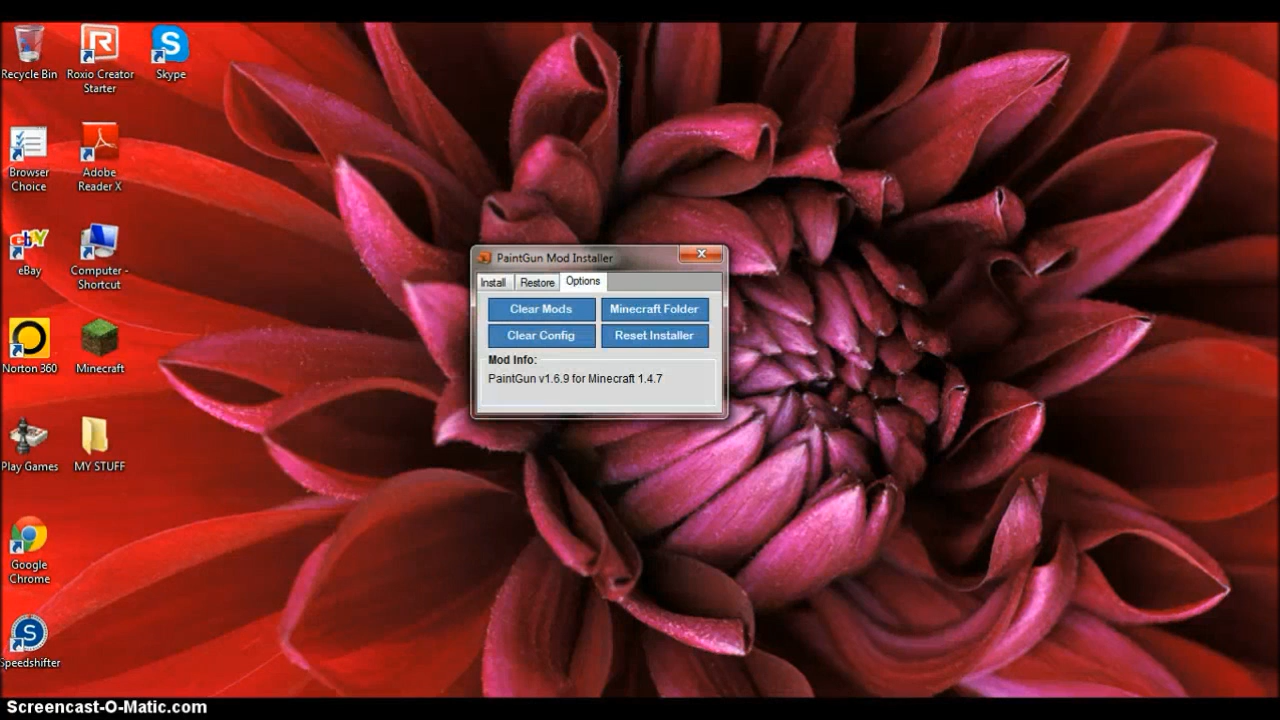 Recycle Bin
Roxio Creator
Starter
Skype
Browser
Choice
Adobe
Reader X
eBay
Computer -
Shortcut
Norton 360
Minecraft
Play Games
MY STUFF
Google
Chrome
Speedshifter
PaintGun Mod Installer
Install
Restore
Options
Clear Mods
Minecraft Folder
Clear Config
Reset Installer
Mod Info:
PaintGun v1.6.9 for Minecraft 1.4.7
Screencast-O-Matic.com